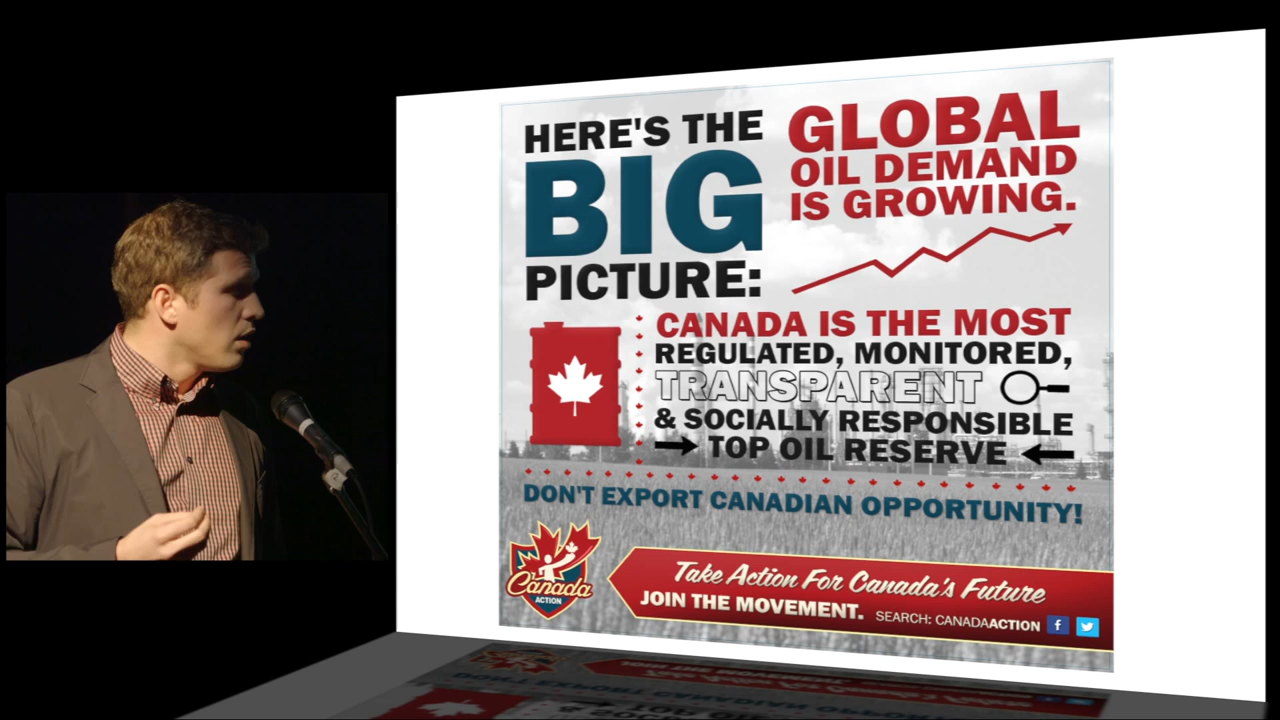 HERE'S THE
BIG
PICTURE:
GLOBAL
OIL DEMAND
IS GROWING.
CANADA IS THE MOST
REGULATED, MONITORED,
TRANSPARENT
& SOCIALLY RESPONSIBLE
TOP OIL RESERVE
DON'T EXPORT CANADIAN OPPORTUNITY!
Canada
ACTION
Take Action For Canada's Future
JOIN THE MOVEMENT. SEARCH: CANADAACTION